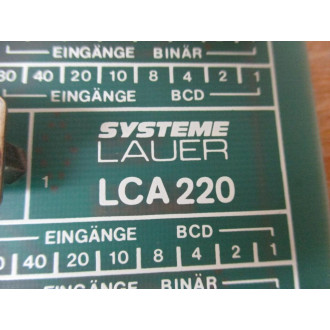 EINGÄNGE BINÄR
80 | 40 | 20 | 10 | 8 | 4 | 2 | 1
EINGÄNGE BCD
SYSTEME
LAUER
1
LCA 220
EINGÄNGE BCD
40 | 20 | 10 | 8 | 4 | 2 | 1
EINGÄNGE BINÄR